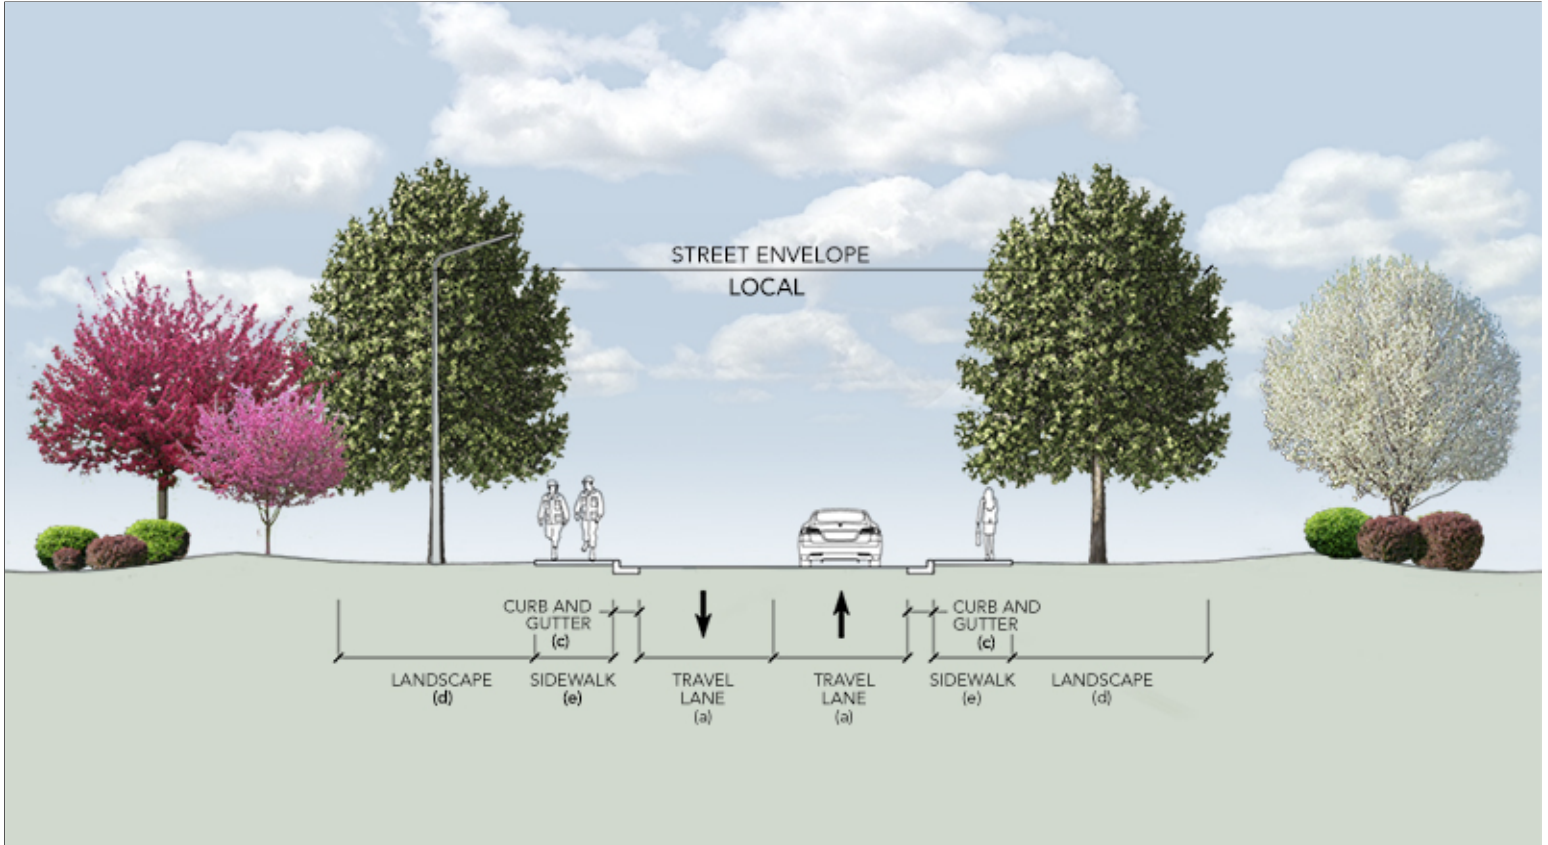 STREET ENVELOPE
LOCAL
CURB AND
GUTTER
(c)
CURB AND
GUTTER
(c)
LANDSCAPE
(d)
SIDEWALK
(e)
TRAVEL
LANE
(a)
TRAVEL
LANE
(a)
SIDEWALK
(e)
LANDSCAPE
(d)